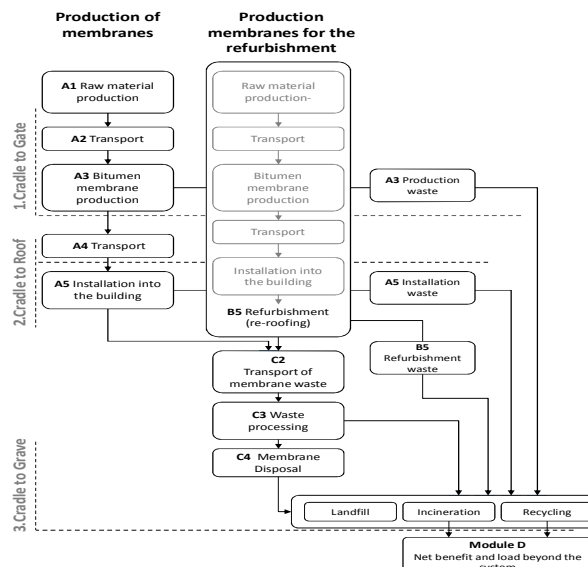 Production of
membranes
Production
membranes for the
refurbishment
A1 Raw material
production
A2 Transport
A3 Bitumen
membrane
production
A4 Transport
A5 Installation into
the building
Raw material
production-
Transport
Bitumen
membrane
production
Transport
Installation into
the building
B5 Refurbishment
(re-roofing)
A3 Production
waste
A5 Installation
waste
B5
Refurbishment
waste
C2
Transport of
membrane waste
C3 Waste
processing
C4 Membrane
Disposal
Landfill
Incineration
Recycling
Module D
Net benefit and load beyond the
system
1.Cradle to Gate
2.Cradle to Roof
3.Cradle to Grave